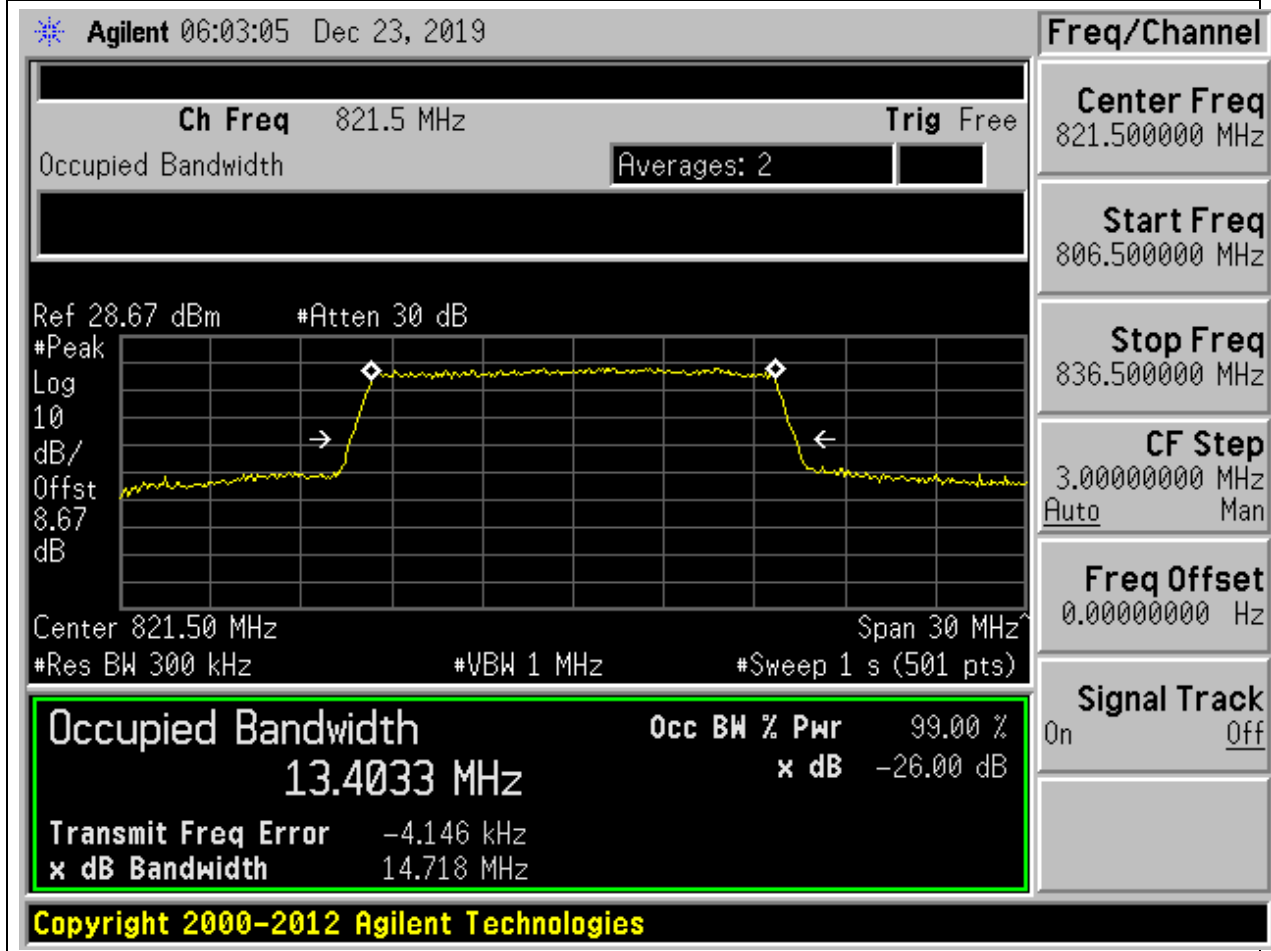 Agilent 06:03:05 Dec 23, 2019
Ch Freq 821.5 MHz Trig Free
Occupied Bandwidth Averages: 2
Ref 28.67 dBm #Atten 30 dB
#Peak
Log
10
dB/
Offst
8.67
dB
Center 821.50 MHz Span 30 MHz^
#Res BW 300 kHz #VBW 1 MHz #Sweep 1 s (501 pts)
Occupied Bandwidth Occ BW % Pwr 99.00 %
13.4033 MHz x dB -26.00 dB
Transmit Freq Error -4.146 kHz
x dB Bandwidth 14.718 MHz
Copyright 2000-2012 Agilent Technologies
Freq/Channel
Center Freq
821.500000 MHz
Start Freq
806.500000 MHz
Stop Freq
836.500000 MHz
CF Step
3.00000000 MHz
Auto Man
Freq Offset
0.00000000 Hz
Signal Track
On Off